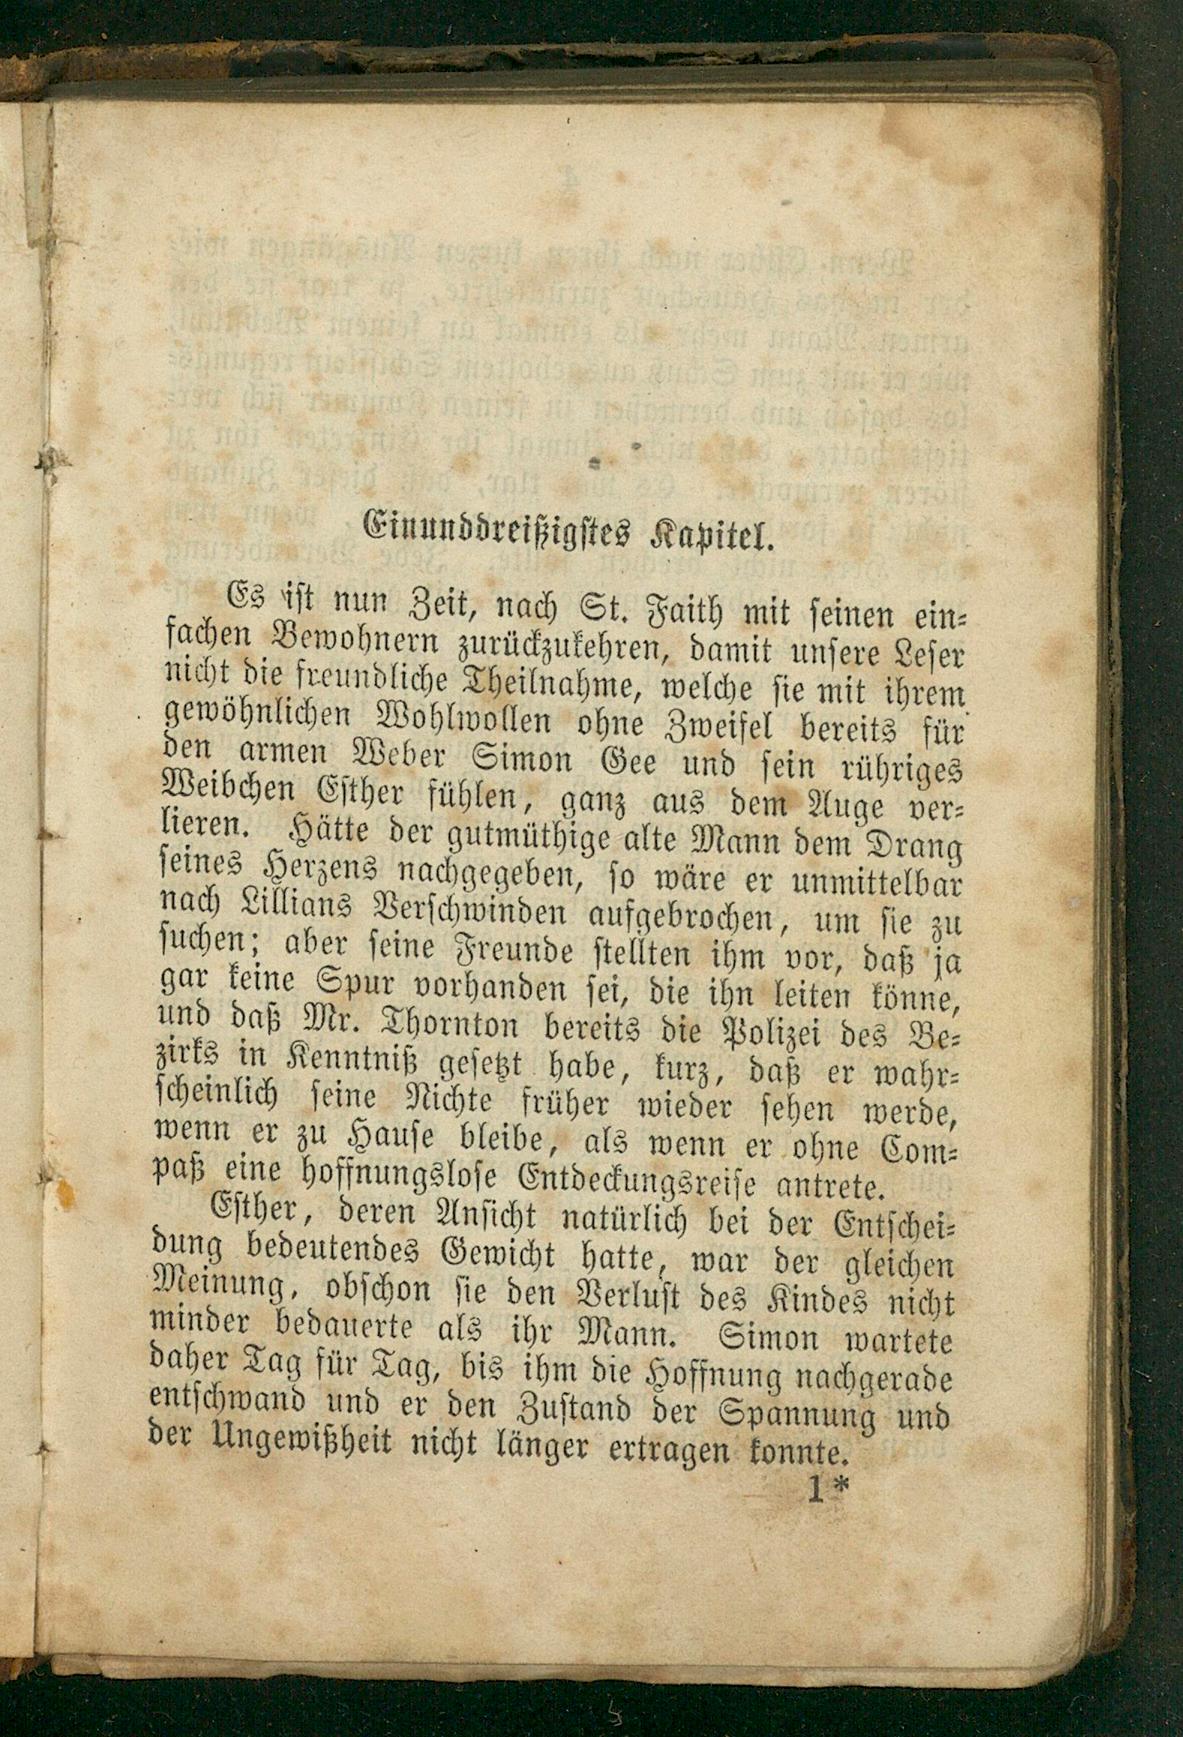 Einunddreißigstes Kapitel.
Es ist nun Zeit, nach St. Faith mit seinen ein-
fachen Bewohnern zurückzukehren, damit unsere Leser
nicht die freundliche Theilnahme, welche sie mit ihrem
gewöhnlichen Wohlwollen ohne Zweifel bereits für
den armen Weber Simon Gee und sein rühriges
Weibchen Esther fühlen, ganz aus dem Auge ver-
lieren. Hätte der gutmüthige alte Mann dem Drang
seines Herzens nachgegeben, so wäre er unmittelbar
nach Lillians Verschwinden aufgebrochen, um sie zu
suchen; aber seine Freunde stellten ihm vor, daß ja
gar keine Spur vorhanden sei, die ihn leiten könne,
und daß Mr. Thornton bereits die Polizei des Be-
zirks in Kenntniß gesetzt habe, kurz, daß er wahr-
scheinlich seine Nichte früher wieder sehen werde,
wenn er zu Hause bleibe, als wenn er ohne Com-
paß eine hoffnungslose Entdeckungsreise antrete.
Esther, deren Ansicht natürlich bei der Entschei-
dung bedeutendes Gewicht hatte, war der gleichen
Meinung, obschon sie den Verlust des Kindes nicht
minder bedauerte als ihr Mann. Simon wartete
daher Tag für Tag, bis ihm die Hoffnung nachgerade
entschwand und er den Zustand der Spannung und
der Ungewißheit nicht länger ertragen konnte.
1*